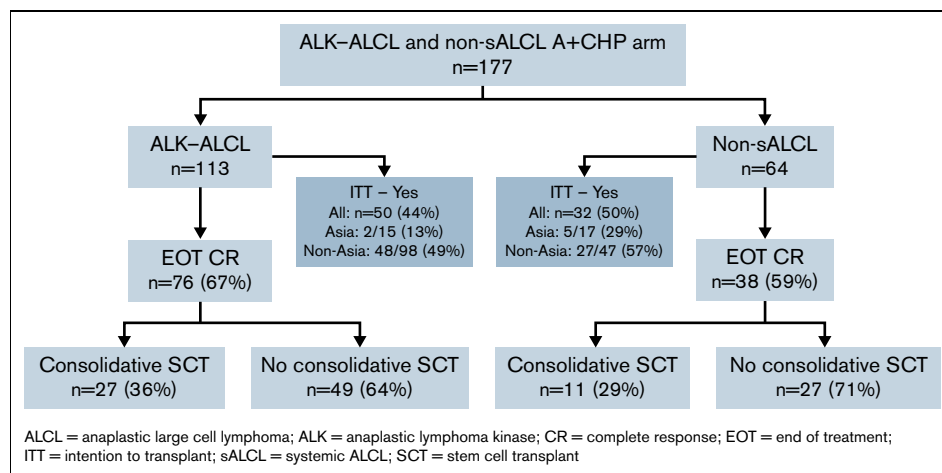 ALK–ALCL and non-sALCL A+CHP arm
n=177
ALK–ALCL
n=113
Non-sALCL
n=64
ITT – Yes
All: n=50 (44%)
Asia: 2/15 (13%)
Non-Asia: 48/98 (49%)
ITT – Yes
All: n=32 (50%)
Asia: 5/17 (29%)
Non-Asia: 27/47 (57%)
EOT CR
n=76 (67%)
EOT CR
n=38 (59%)
Consolidative SCT
n=27 (36%)
No consolidative SCT
n=49 (64%)
Consolidative SCT
n=11 (29%)
No consolidative SCT
n=27 (71%)
ALCL = anaplastic large cell lymphoma; ALK = anaplastic lymphoma kinase; CR = complete response; EOT = end of treatment;
ITT = intention to transplant; sALCL = systemic ALCL; SCT = stem cell transplant